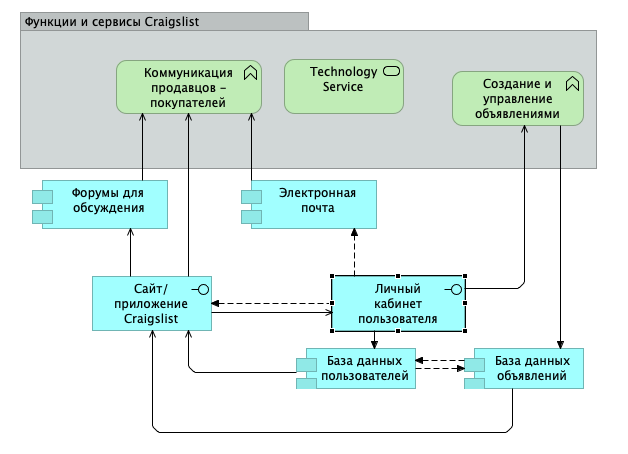 Функции и сервисы Craigslist
Коммуникация
продавцов –
покупателей
Technology
Service
Создание и
управление
объявлениями
Форумы для
обсуждения
Электронная
почта
Сайт/
приложение
Craigslist
Личный
кабинет
пользователя
База данных
пользователей
База данных
объявлений